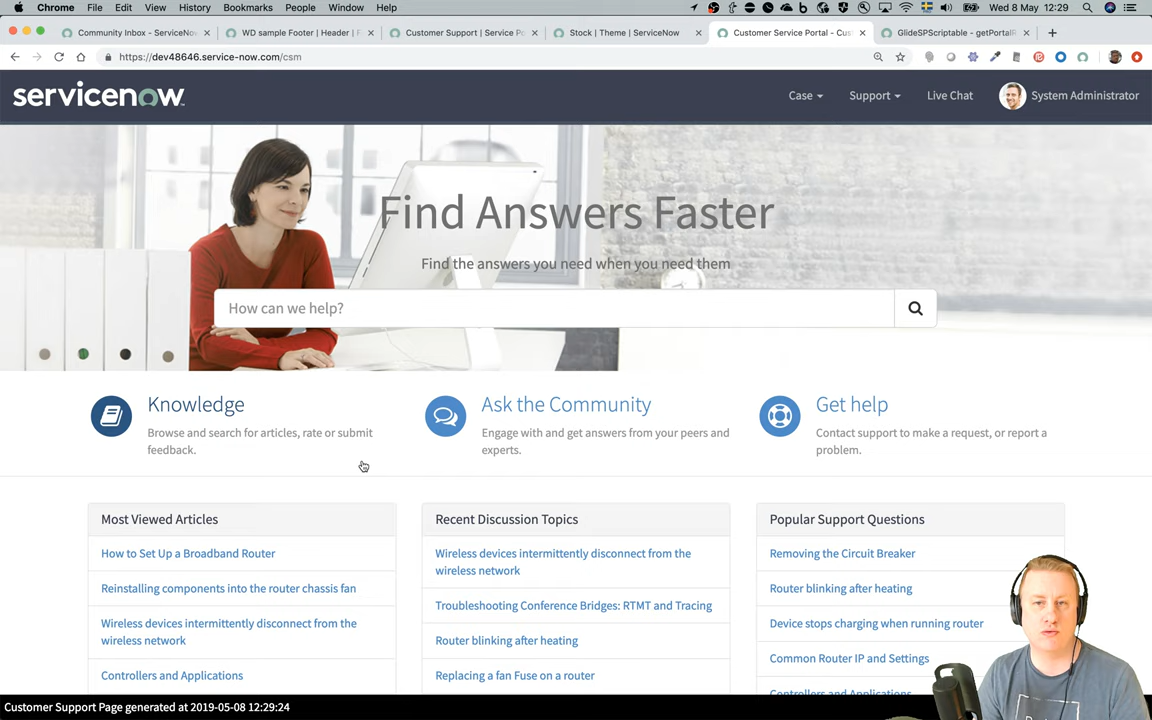 Chrome File Edit View History Bookmarks People Window Help Wed 8 May 12:29
Community Inbox - ServiceNow WD sample Footer | Header | F Customer Support | Service Po Stock | Theme | ServiceNow Customer Service Portal - Cus GlideSPScriptable - getPortalR
https://dev48646.service-now.com/csm
servicenow Case Support Live Chat System Administrator
Find Answers Faster
Find the answers you need when you need them
How can we help?
Knowledge Ask the Community Get help
Browse and search for articles, rate or submit Engage with and get answers from your peers and Contact support to make a request, or report a
feedback. experts. problem.
Most Viewed Articles Recent Discussion Topics Popular Support Questions
How to Set Up a Broadband Router Wireless devices intermittently disconnect from the Removing the Circuit Breaker
wireless network
Reinstalling components into the router chassis fan Router blinking after heating
Troubleshooting Conference Bridges: RTMT and Tracing
Wireless devices intermittently disconnect from the Device stops charging when running router
wireless network Router blinking after heating
Common Router IP and Settings
Controllers and Applications Replacing a fan Fuse on a router
Controllers and Applications
Customer Support Page generated at 2019-05-08 12:29:24